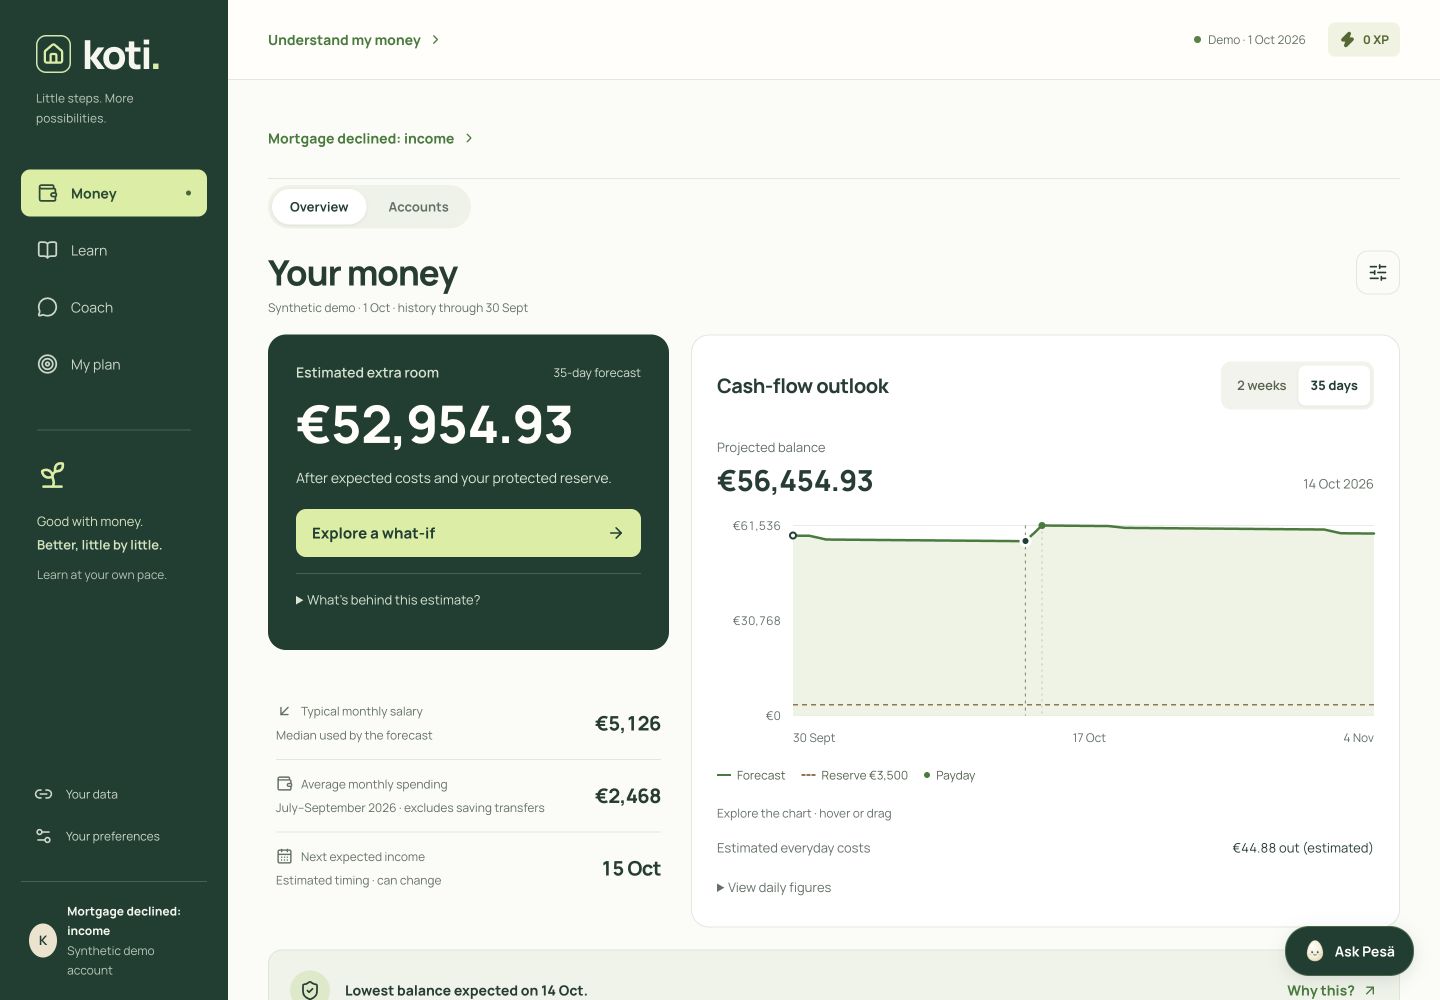 koti.
Little steps. More
possibilities.
Money
Learn
Coach
My plan
Good with money.
Better, little by little.
Learn at your own pace.
Your data
Your preferences
K
Mortgage declined:
income
Synthetic demo
account
Understand my money
Demo · 1 Oct 2026
0 XP
Mortgage declined: income
Overview
Accounts
Your money
Synthetic demo · 1 Oct · history through 30 Sept
Estimated extra room
35-day forecast
€52,954.93
After expected costs and your protected reserve.
Explore a what-if
What's behind this estimate?
Typical monthly salary
Median used by the forecast
€5,126
Average monthly spending
July–September 2026 · excludes saving transfers
€2,468
Next expected income
Estimated timing · can change
15 Oct
Cash-flow outlook
2 weeks
35 days
Projected balance
€56,454.93
14 Oct 2026
€61,536
€30,768
€0
30 Sept
17 Oct
4 Nov
Forecast
Reserve €3,500
Payday
Explore the chart · hover or drag
Estimated everyday costs
€44.88 out (estimated)
View daily figures
Lowest balance expected on 14 Oct.
Why this?
Ask Pesä